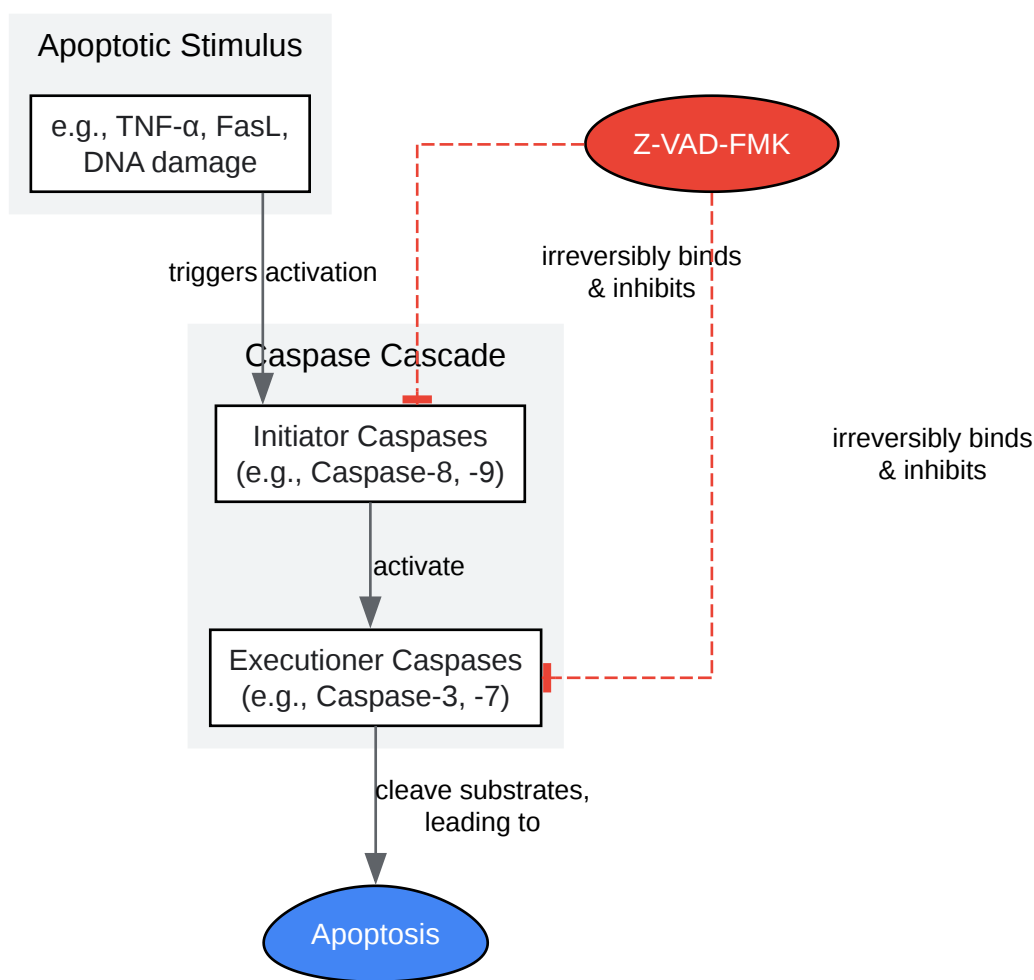 Apoptotic Stimulus
e.g., TNF-α, FasL,
DNA damage
Z-VAD-FMK
triggers activation
irreversibly binds
& inhibits
Caspase Cascade
Initiator Caspases
(e.g., Caspase-8, -9)
irreversibly binds
& inhibits
activate
Executioner Caspases
(e.g., Caspase-3, -7)
cleave substrates,
leading to
Apoptosis